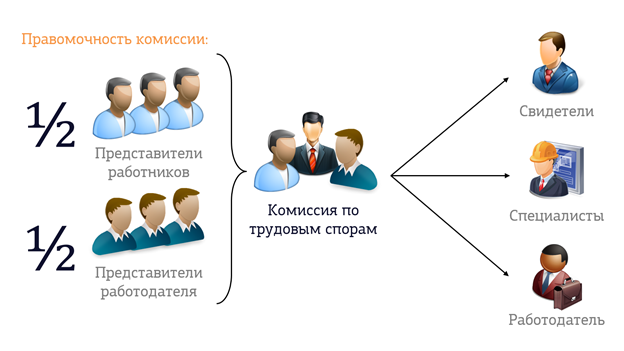 Правомочность комиссии:
½
Представители
работников
½
Представители
работодателя
Комиссия по
трудовым спорам
Свидетели
Специалисты
Работодатель